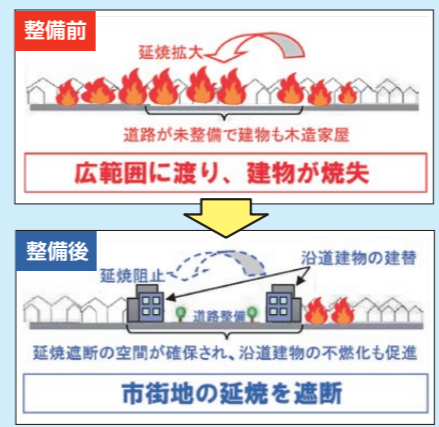 整備前
延焼拡大
道路が未整備で建物も木造家屋
広範囲に渡り、建物が焼失
整備後
沿道建物の建替
延焼阻止
道路整備
延焼遮断の空間が確保され、沿道建物の不燃化も促進
市街地の延焼を遮断